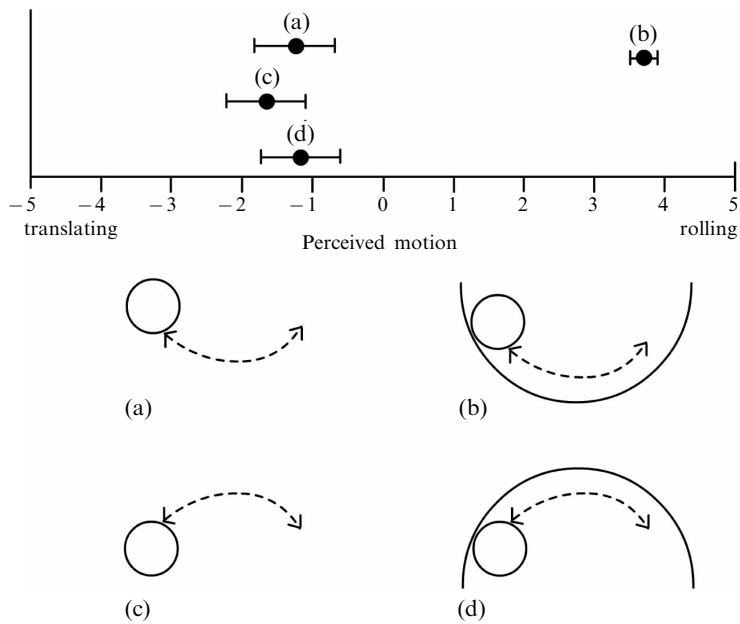 (a)
(b)
(c)
(d)
−5 −4 −3 −2 −1 0 1 2 3 4 5
translating Perceived motion rolling
(a) (b)
(c) (d)